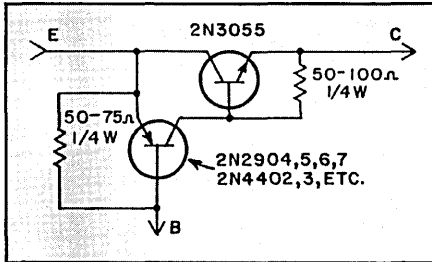 2N3055
E
C
50-100Ω
1/4W
50-75Ω
1/4W
2N2904,5,6,7
2N4402,3,ETC.
B